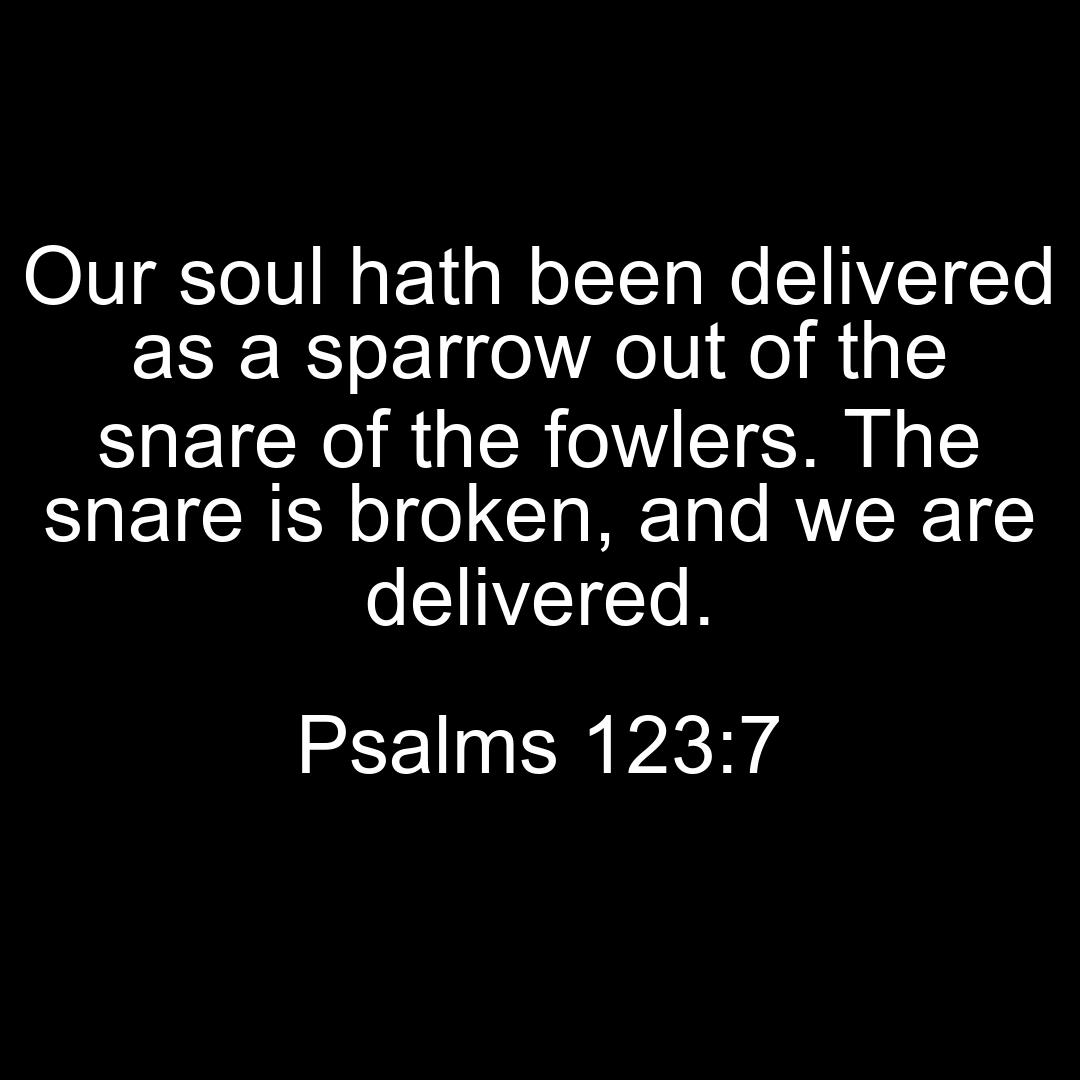 Our soul hath been delivered
as a sparrow out of the
snare of the fowlers. The
snare is broken, and we are
delivered.
Psalms 123:7